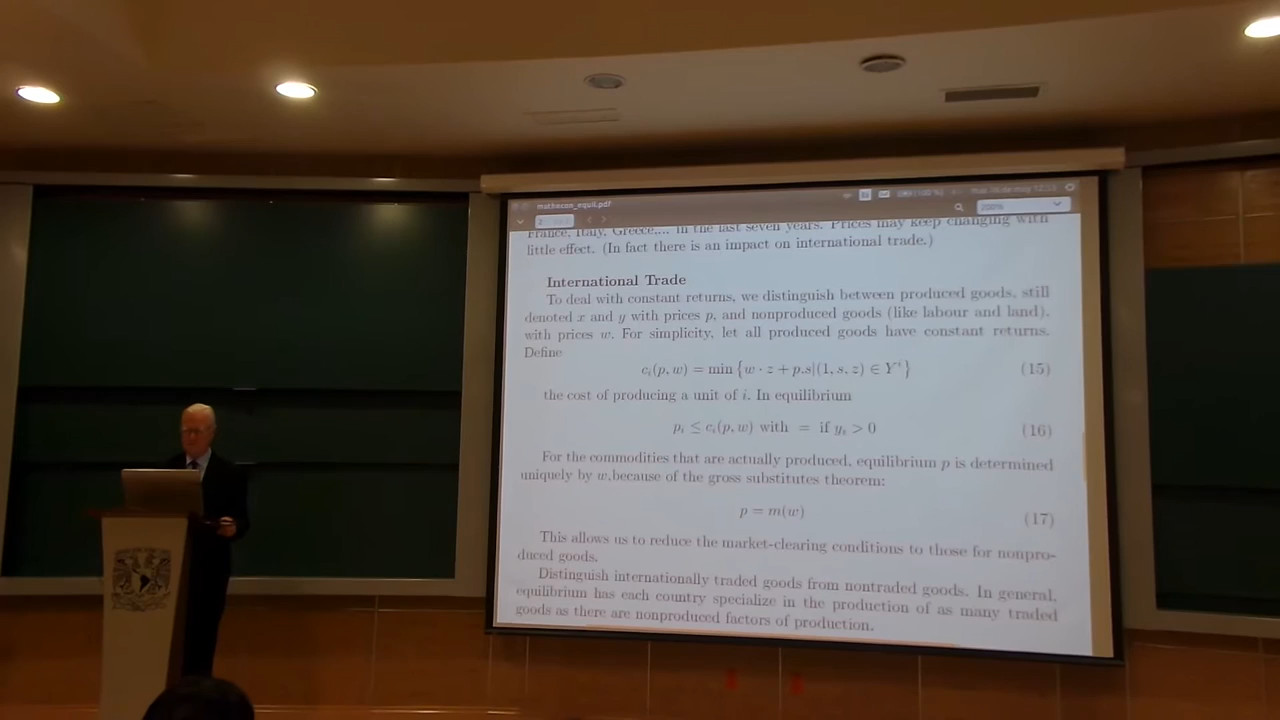 mathecon_equil.pdf
200%
France, Italy, Greece,... in the last seven years. Prices may keep changing with
little effect. (In fact there is an impact on international trade.)
International Trade
To deal with constant returns, we distinguish between produced goods, still
denoted x and y with prices p, and nonproduced goods (like labour and land),
with prices w. For simplicity, let all produced goods have constant returns.
Define
c_i(p, w) = min {w · z + p.s|(1, s, z) ∈ Y^i} (15)
the cost of producing a unit of i. In equilibrium
p_i ≤ c_i(p, w) with = if y_i > 0 (16)
For the commodities that are actually produced, equilibrium p is determined
uniquely by w,because of the gross substitutes theorem:
p = m(w) (17)
This allows us to reduce the market-clearing conditions to those for nonpro-
duced goods.
Distinguish internationally traded goods from nontraded goods. In general,
equilibrium has each country specialize in the production of as many traded
goods as there are nonproduced factors of production.